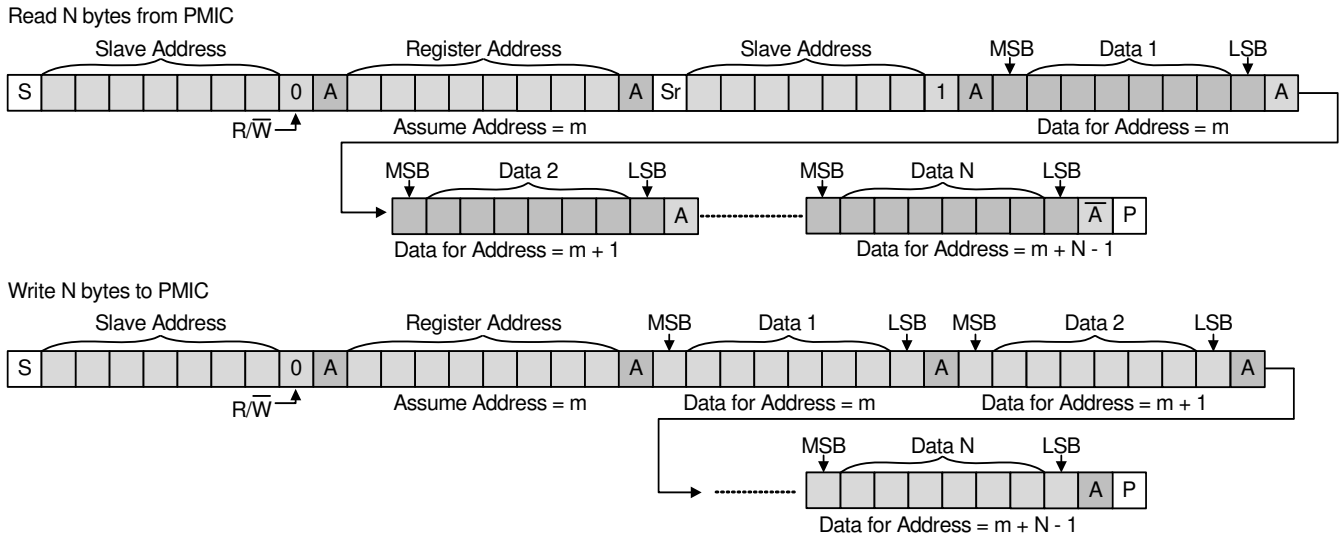 Read N bytes from PMIC
Slave Address Register Address Slave Address MSB Data 1 LSB
S 0 A A Sr 1 A A
R/W̅ Assume Address = m Data for Address = m
MSB Data 2 LSB MSB Data N LSB
A A̅ P
Data for Address = m + 1 Data for Address = m + N - 1
Write N bytes to PMIC
Slave Address Register Address MSB Data 1 LSB MSB Data 2 LSB
S 0 A A A A
R/W̅ Assume Address = m Data for Address = m Data for Address = m + 1
MSB Data N LSB
A P
Data for Address = m + N - 1